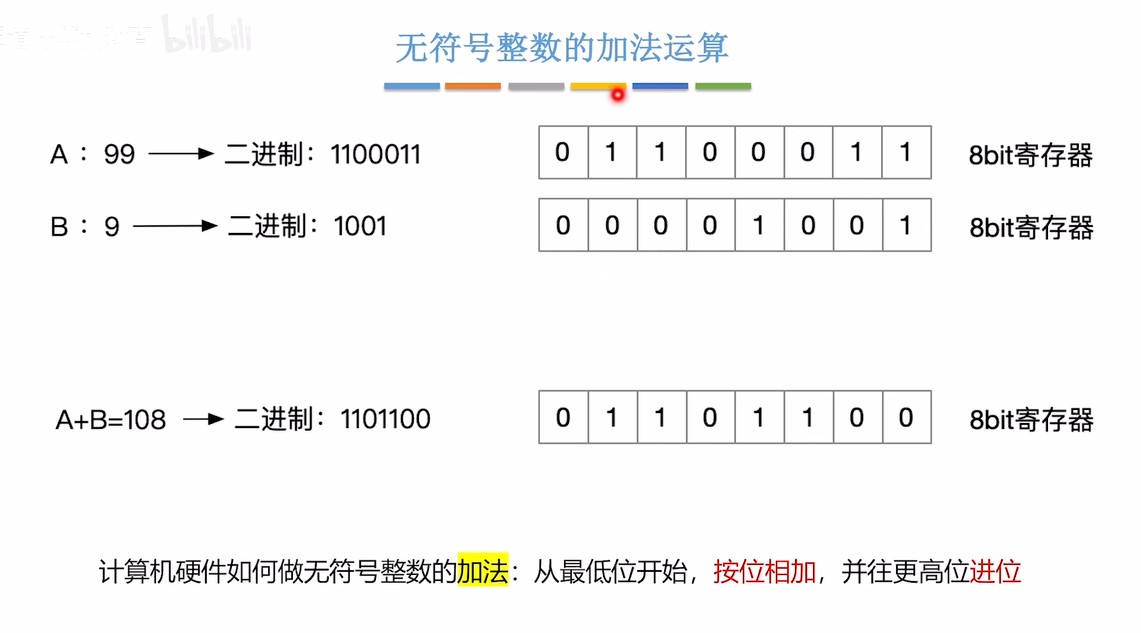 bilibili
无符号整数的加法运算
A：99 → 二进制：1100011 0 1 1 0 0 0 1 1 8bit寄存器
B：9 → 二进制：1001 0 0 0 0 1 0 0 1 8bit寄存器
A+B=108 → 二进制：1101100 0 1 1 0 1 1 0 0 8bit寄存器
计算机硬件如何做无符号整数的加法：从最低位开始，按位相加，并往更高位进位